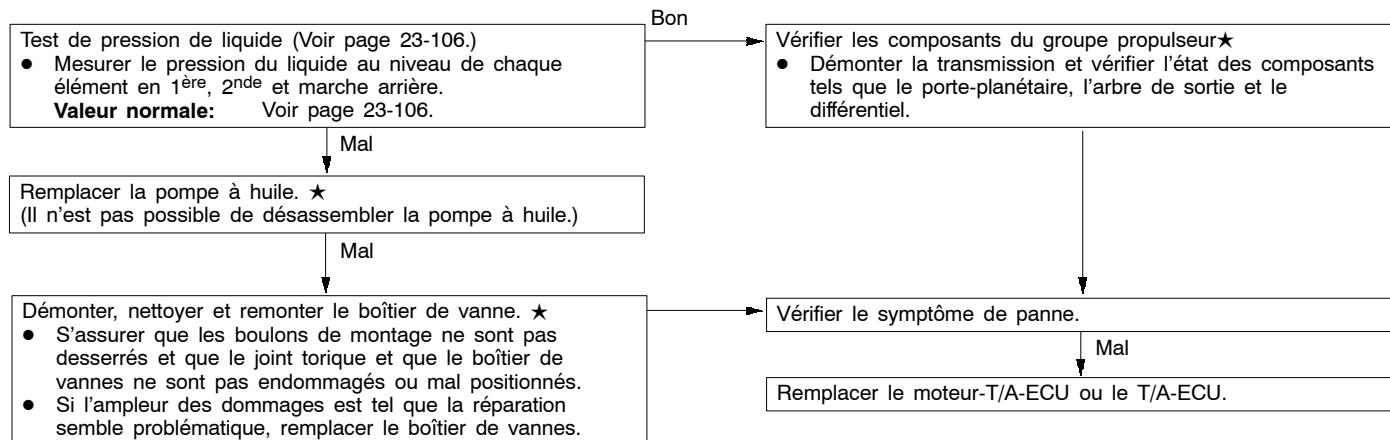 Test de pression de liquide (Voir page 23-106.)
● Mesurer le pression du liquide au niveau de chaque
élément en 1ère, 2nde et marche arrière.
Valeur normale: Voir page 23-106.
Bon
Vérifier les composants du groupe propulseur★
● Démonter la transmission et vérifier l'état des composants
tels que le porte-planétaire, l'arbre de sortie et le
différentiel.
Mal
Remplacer la pompe à huile. ★
(Il n'est pas possible de désassembler la pompe à huile.)
Mal
Démonter, nettoyer et remonter le boîtier de vanne. ★
● S'assurer que les boulons de montage ne sont pas
desserrés et que le joint torique et que le boîtier de
vannes ne sont pas endommagés ou mal positionnés.
● Si l'ampleur des dommages est tel que la réparation
semble problématique, remplacer le boîtier de vannes.
Vérifier le symptôme de panne.
Mal
Remplacer le moteur-T/A-ECU ou le T/A-ECU.